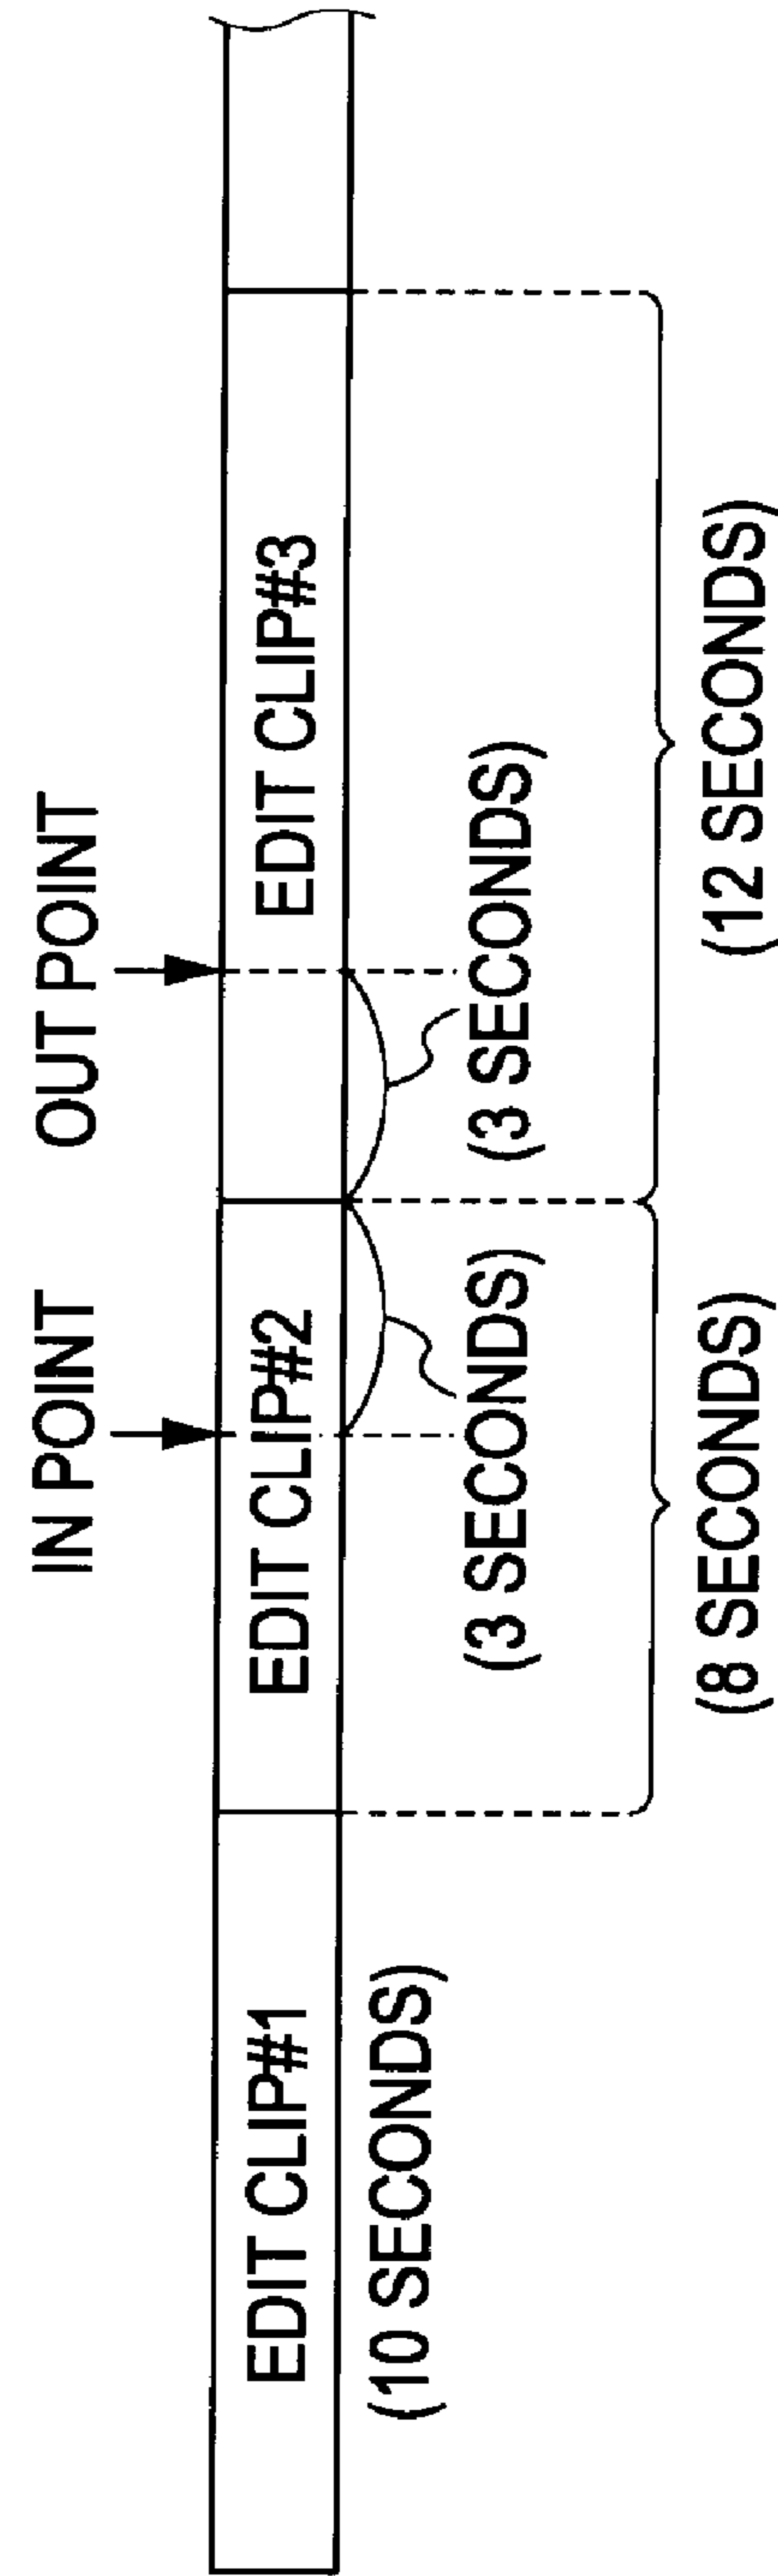 IN POINT
OUT POINT
EDIT CLIP#1
EDIT CLIP#2
EDIT CLIP#3
(10 SECONDS)
(3 SECONDS)
(3 SECONDS)
(8 SECONDS)
(12 SECONDS)